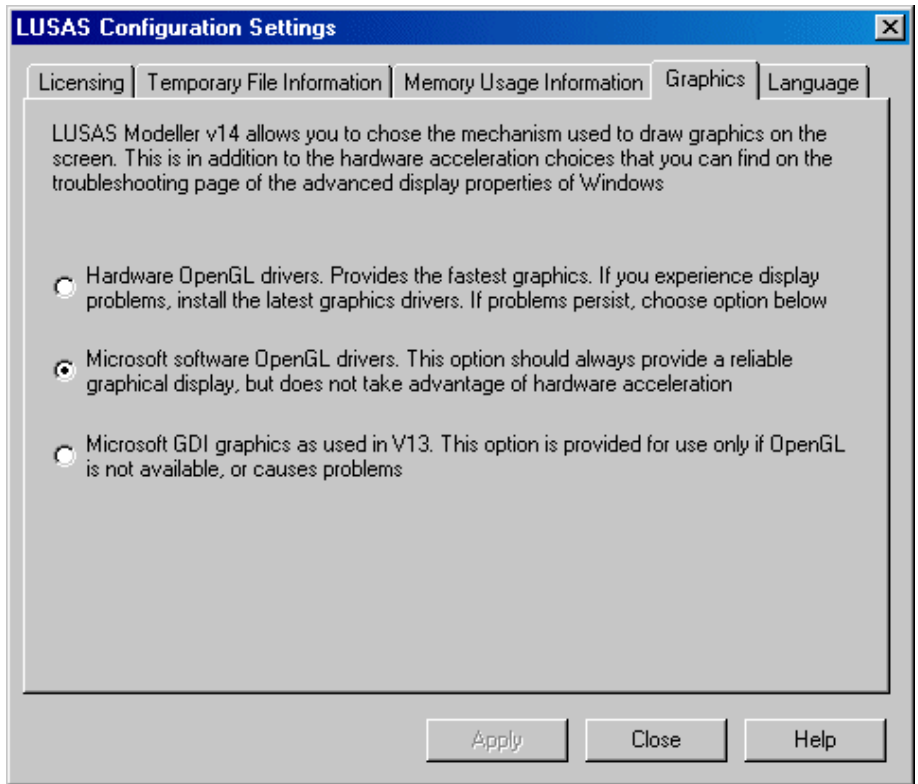 LUSAS Configuration Settings
Licensing
Temporary File Information
Memory Usage Information
Graphics
Language
LUSAS Modeller v14 allows you to chose the mechanism used to draw graphics on the
screen. This is in addition to the hardware acceleration choices that you can find on the
troubleshooting page of the advanced display properties of Windows
Hardware OpenGL drivers. Provides the fastest graphics. If you experience display
problems, install the latest graphics drivers. If problems persist, choose option below
Microsoft software OpenGL drivers. This option should always provide a reliable
graphical display, but does not take advantage of hardware acceleration
Microsoft GDI graphics as used in V13. This option is provided for use only if OpenGL
is not available, or causes problems
Apply
Close
Help